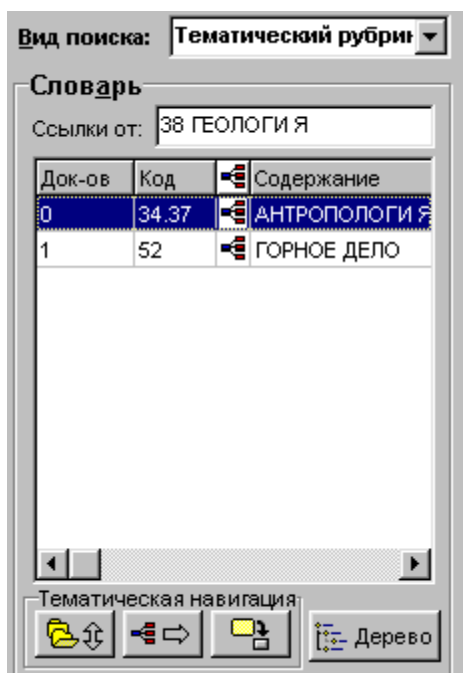 Вид поиска: Тематический рубрик
Словарь
Ссылки от: 38 ГЕОЛОГИ Я
Док-ов Код Содержание
0 34.37 АНТРОПОЛОГИ Я
1 52 ГОРНОЕ ДЕЛО
Тематическая навигация
Дерево